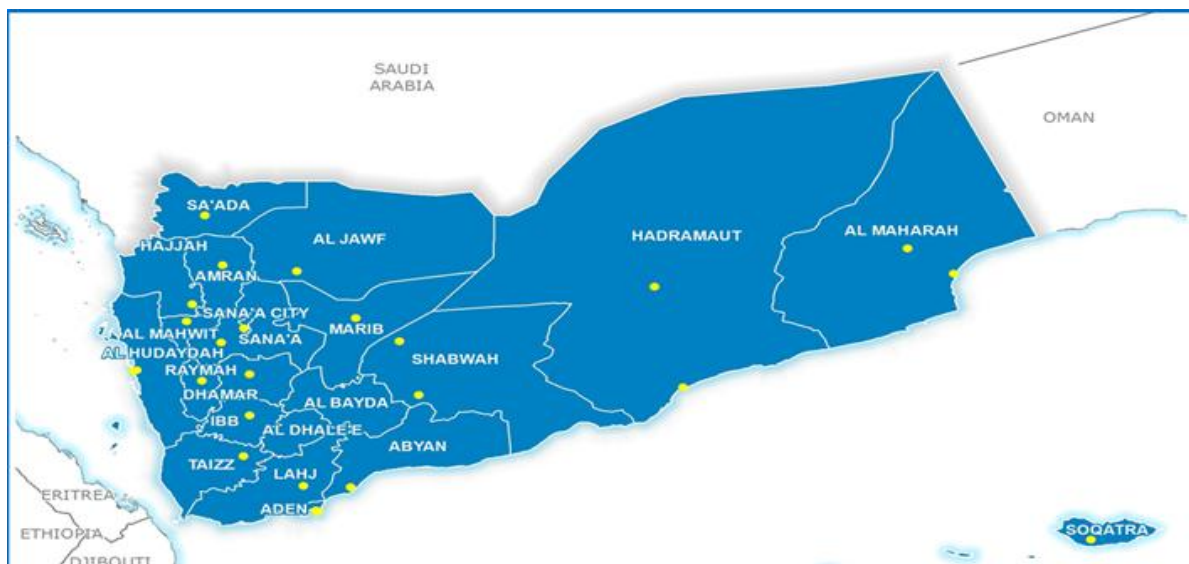 SAUDI
ARABIA
OMAN
SA'ADA
HADRAMAUT
AL MAHARAH
AL JAWF
HAJJAH
AMRAN
SANA'A CITY
MARIB
AL MAHWIT
SANA'A
AL HUDAYDAH
SHABWAH
RAYMAH
DHAMAR
AL BAYDA
IBB
AL DHALE'E
ABYAN
TAIZZ
LAHJ
ERITREA
ADEN
ETHIOPIA
SOQATRA
DJIBOUTI